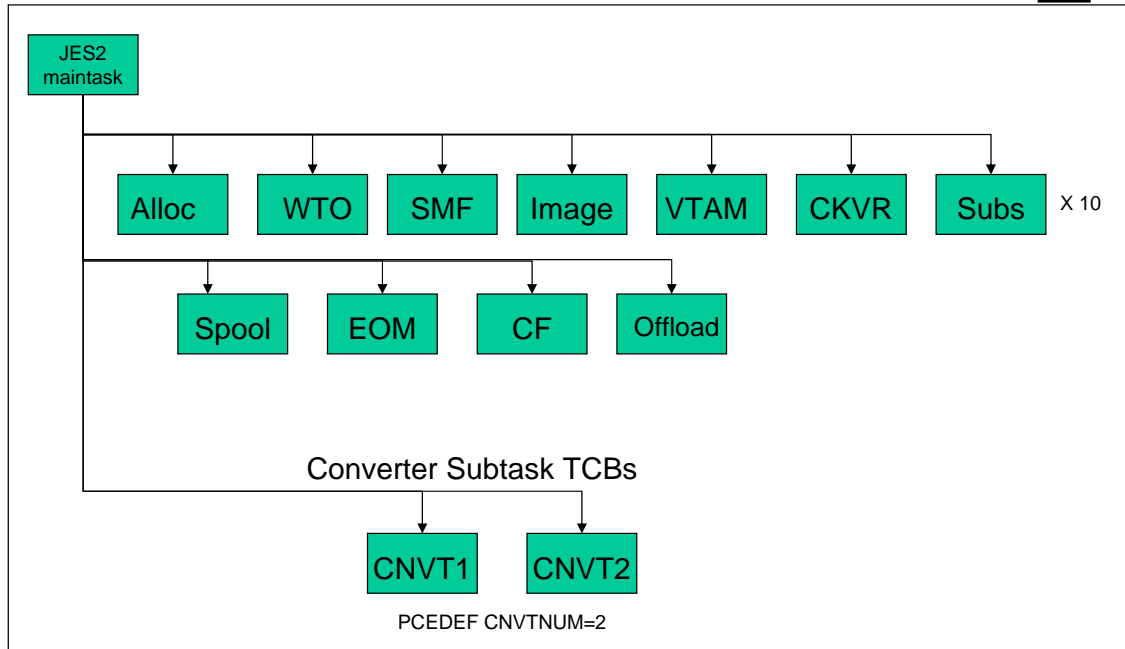 JES2
maintask
Alloc
WTO
SMF
Image
VTAM
CKVR
Subs
X 10
Spool
EOM
CF
Offload
Converter Subtask TCBs
CNVT1
CNVT2
PCEDEF CNVTNUM=2